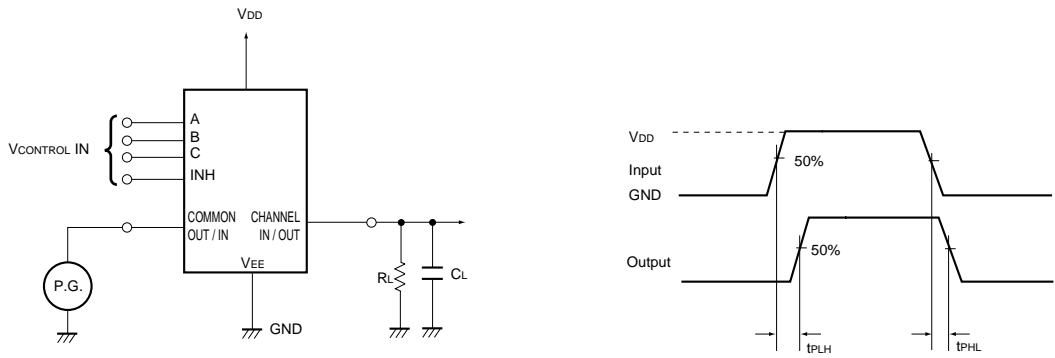 VDD
A
B
C
INH
VCONTROL IN
COMMON
OUT / IN
CHANNEL
IN / OUT
VEE
P.G.
GND
RL
CL
VDD
Input
50%
GND
Output
50%
tPLH
tPHL